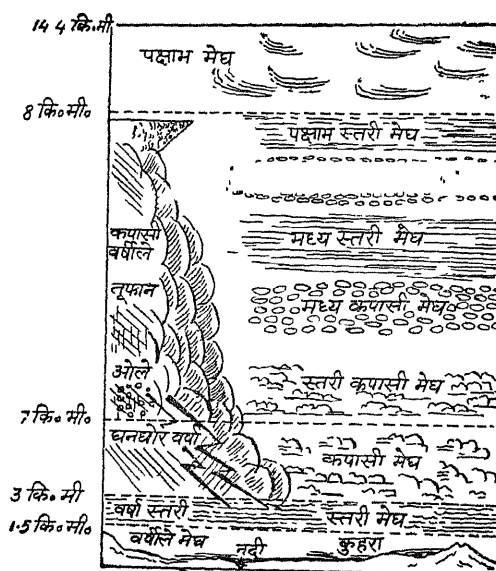 14.4 कि.मी
पक्षाभ मेघ
8 कि॰मी॰
पक्षाभ स्तरी मेघ
कपासी
वर्षीले
मध्य स्तरी मेघ
तूफान
मध्य कपासी मेघ
ओले
स्तरी कपासी मेघ
7 कि॰मी॰
घनघोर वर्षा
कपासी मेघ
3 कि॰मी
वर्षा स्तरी
स्तरी मेघ
1.5 कि॰मी॰
वर्षीले मेघ
नदी
कुहरा